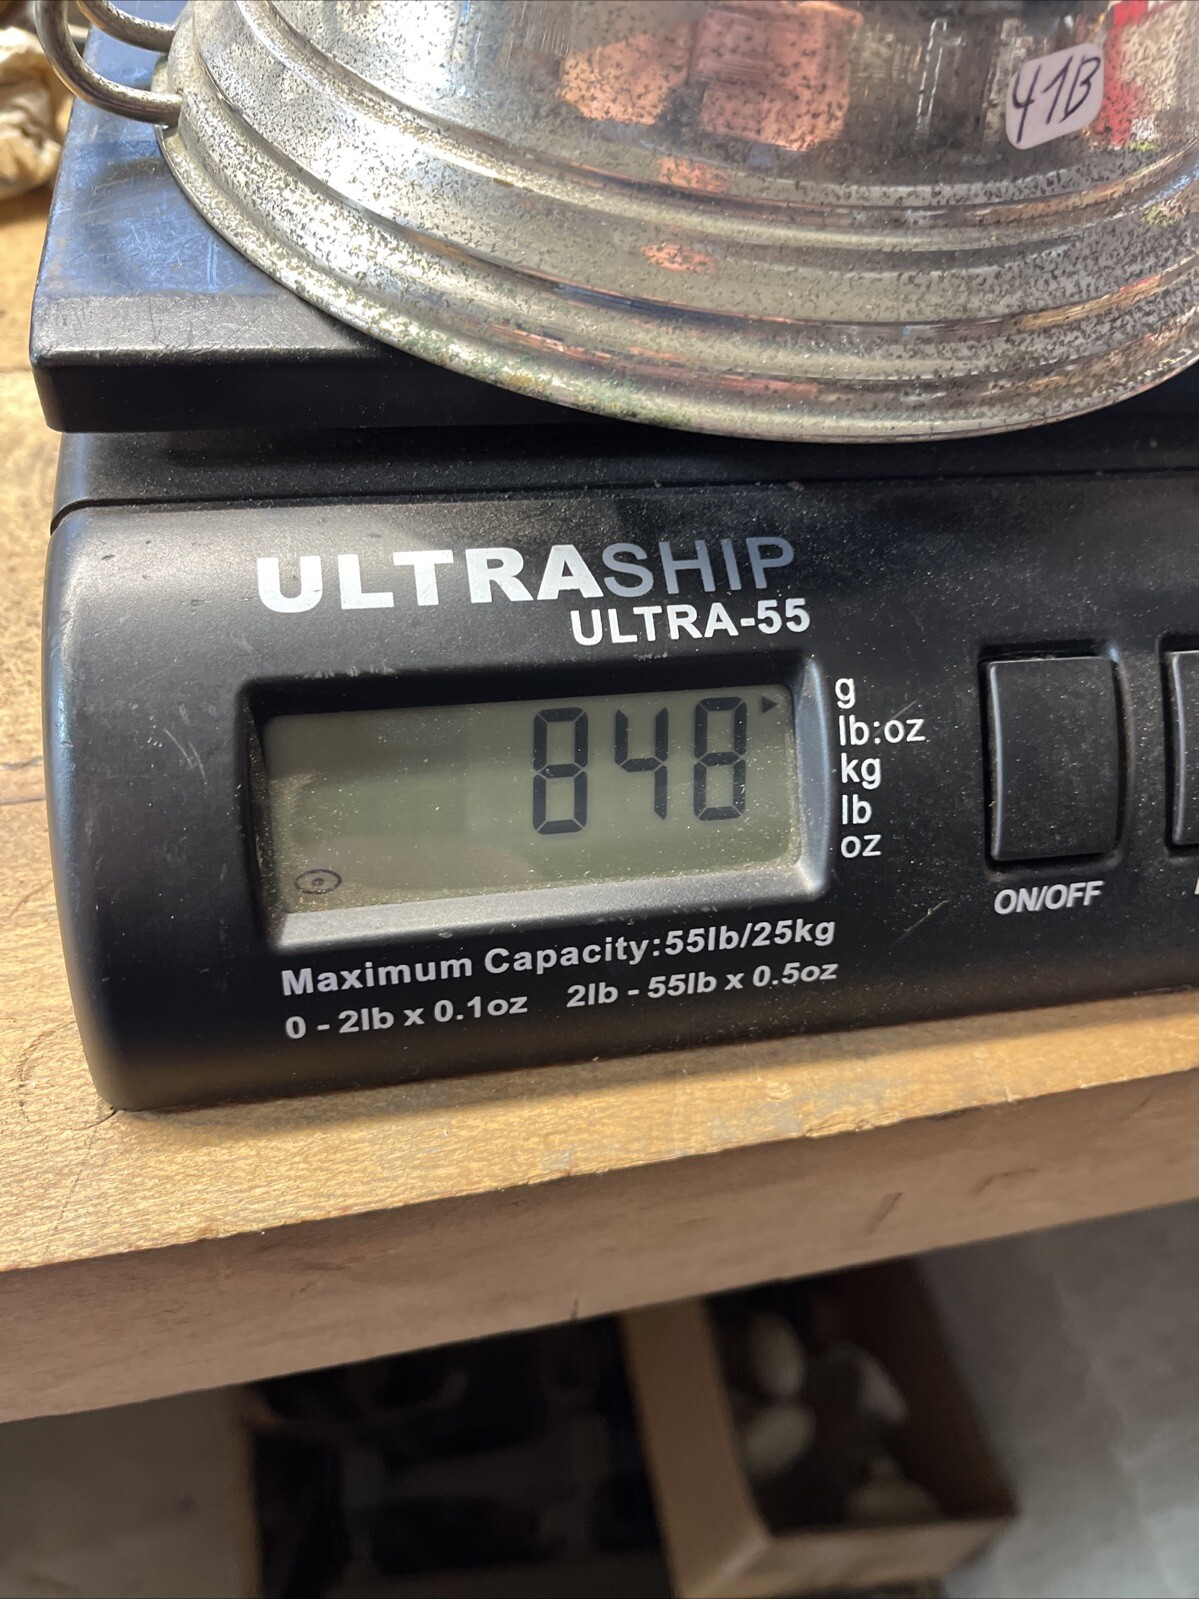 41B
ULTRASHIP
ULTRA-55
848
g
lb:oz
kg
lb
oz
ON/OFF
Maximum Capacity:55lb/25kg
0 - 2lb x 0.1oz 2lb - 55lb x 0.5oz